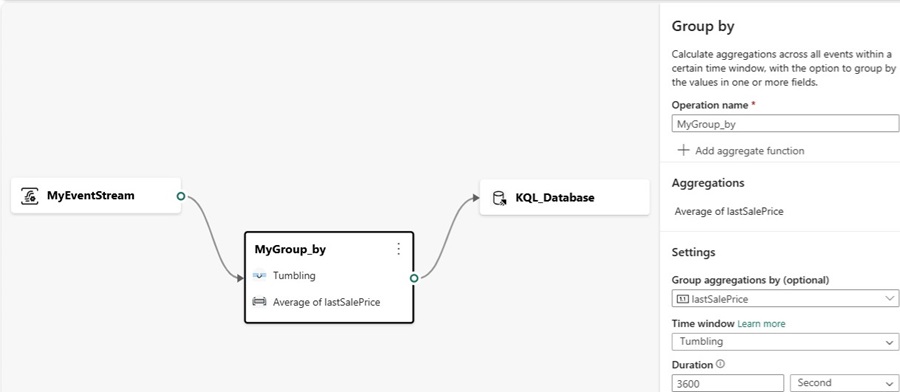 MyEventStream
MyGroup_by
Tumbling
Average of lastSalePrice
KQL_Database
Group by
Calculate aggregations across all events within a
certain time window, with the option to group by
the values in one or more fields.
Operation name *
MyGroup_by
Add aggregate function
Aggregations
Average of lastSalePrice
Settings
Group aggregations by (optional)
lastSalePrice
Time window Learn more
Tumbling
Duration
3600 Second